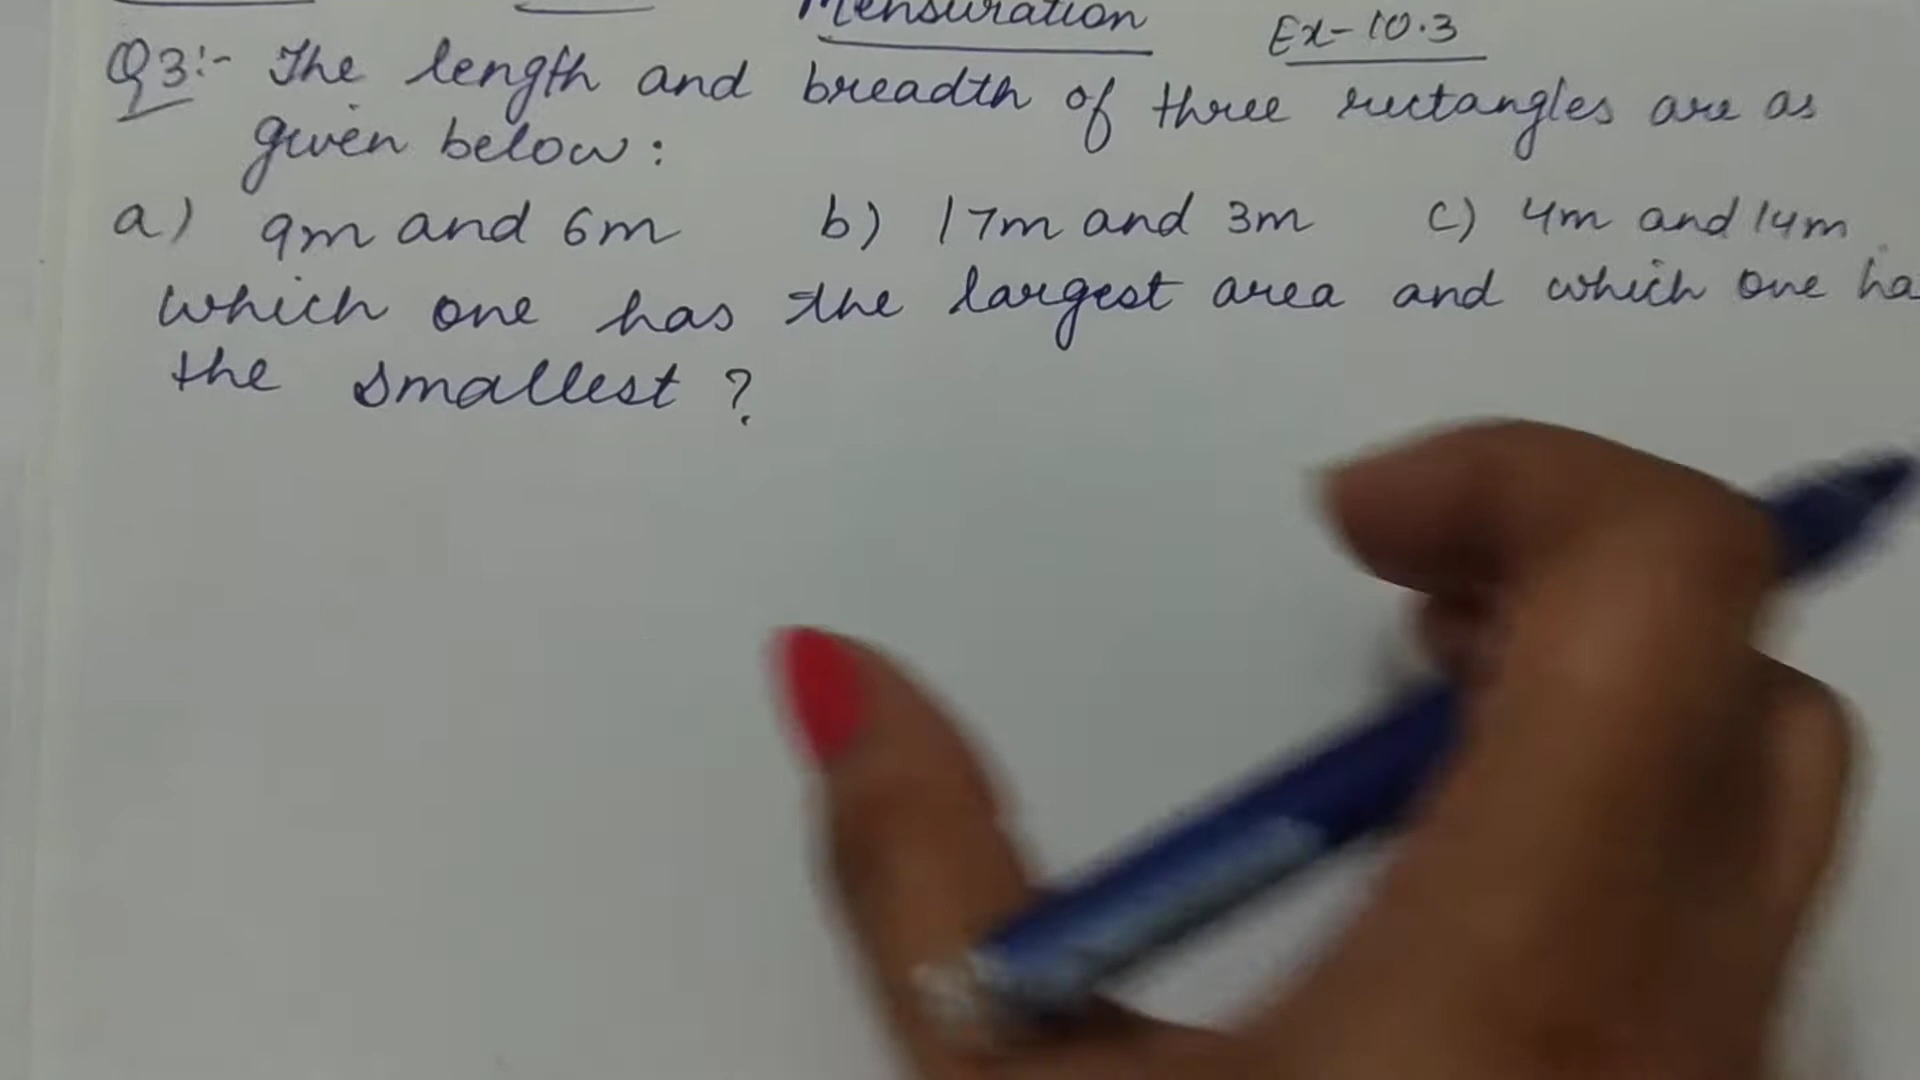 Mensuration Ex-10.3
Q3:- The length and breadth of three rectangles are as
given below:
a) 9m and 6m b) 17m and 3m c) 4m and 14m
which one has the largest area and which one ha
the smallest ?